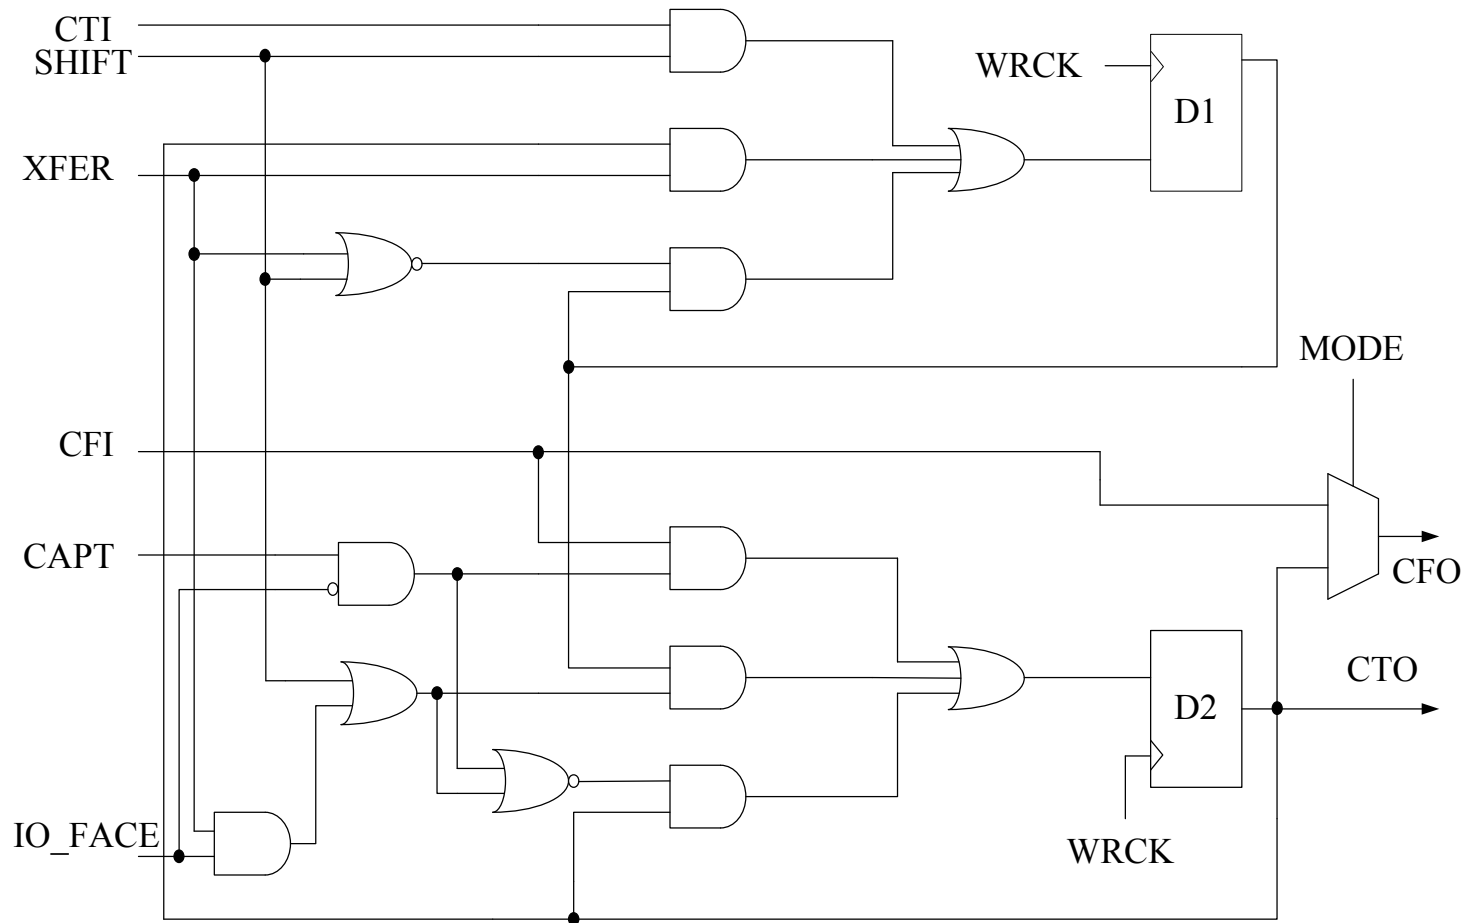 CTI
SHIFT
WRCK
D1
XFER
MODE
CFI
CAPT
CFO
CTO
D2
IO_FACE
WRCK